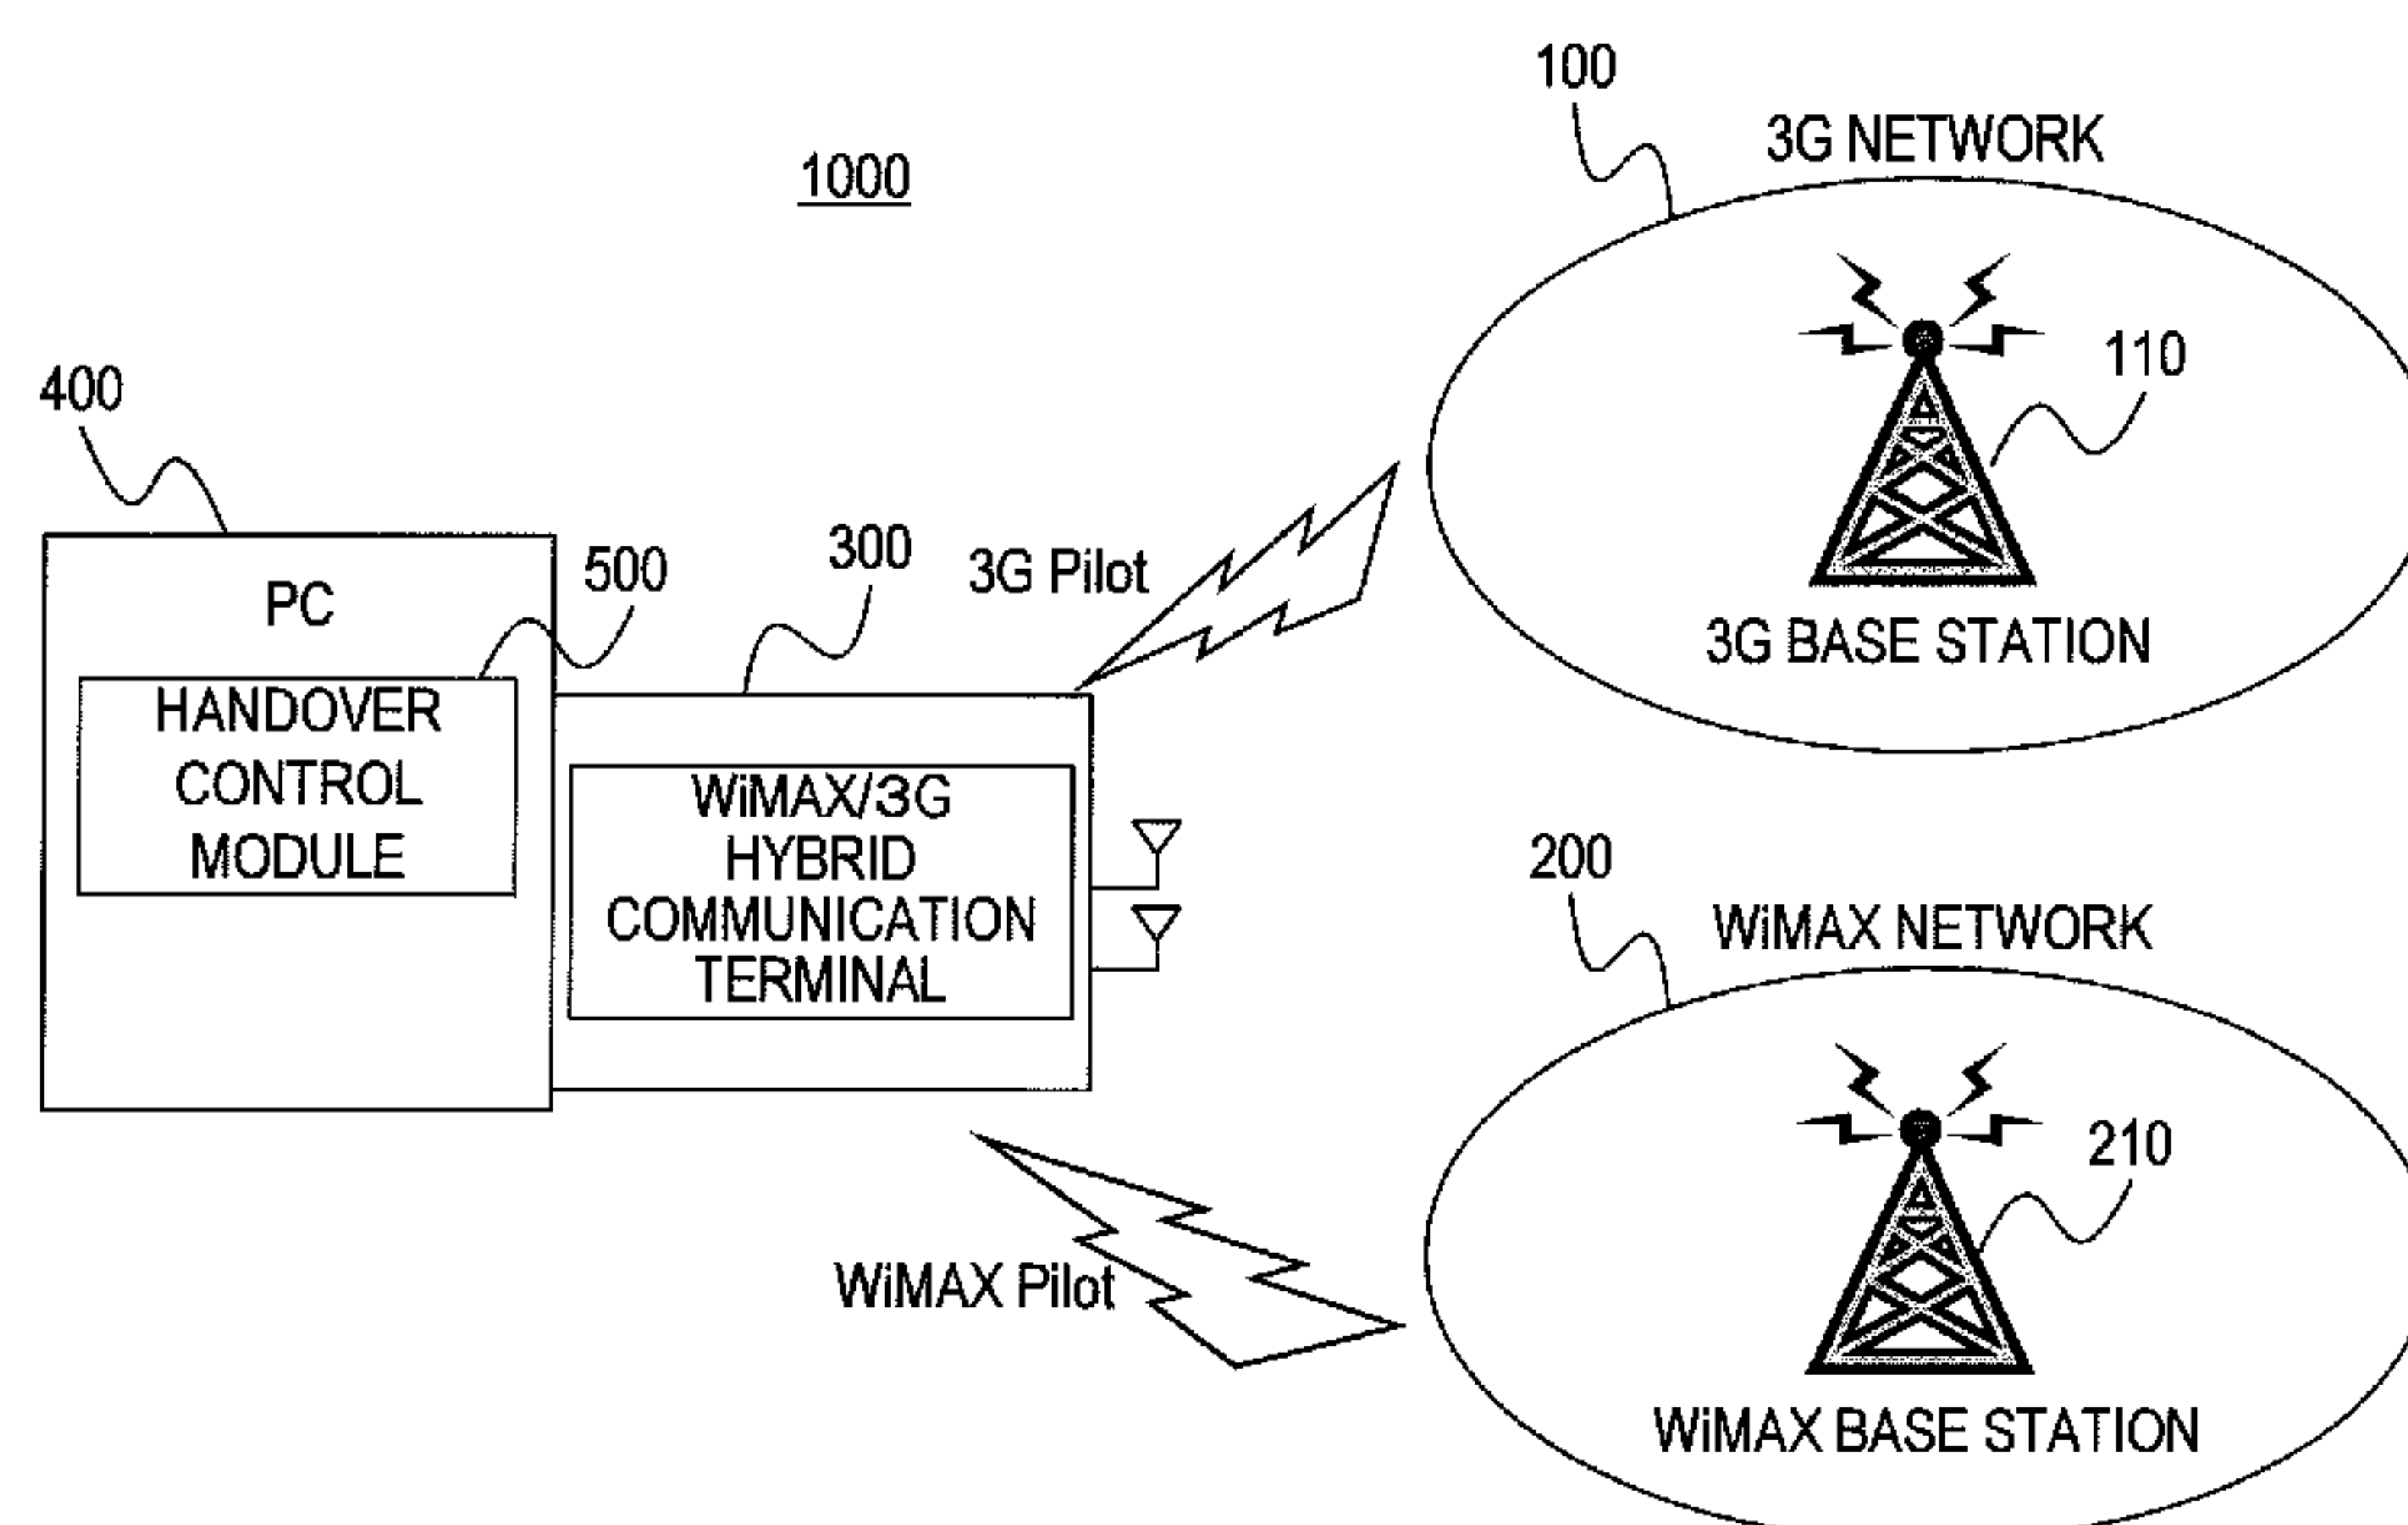 1000
100
3G NETWORK
110
3G BASE STATION
400
PC
500
HANDOVER
CONTROL
MODULE
300
WiMAX/3G
HYBRID
COMMUNICATION
TERMINAL
3G Pilot
WiMAX Pilot
200
WiMAX NETWORK
210
WiMAX BASE STATION